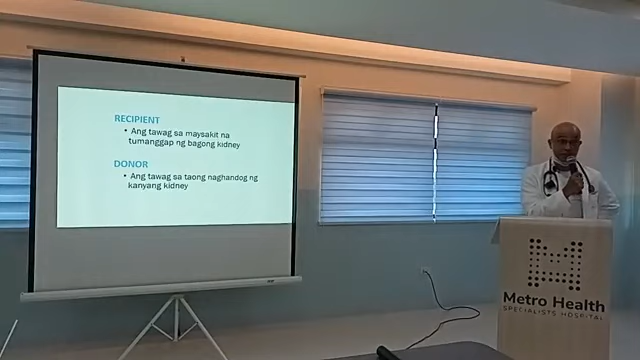 RECIPIENT
• Ang tawag sa maysakit na
tumanggap ng bagong kidney
DONOR
• Ang tawag sa taong naghandog ng
kanyang kidney
Metro Health
SPECIALISTS HOSPITAL